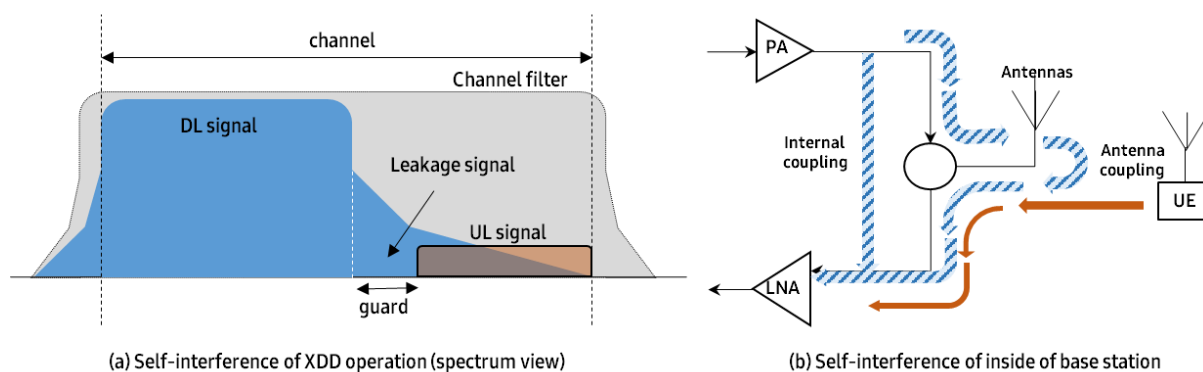 channel
Channel filter
DL signal
Leakage signal
UL signal
guard
(a) Self-interference of XDD operation (spectrum view)
PA
Antennas
Internal
coupling
Antenna
coupling
UE
LNA
(b) Self-interference of inside of base station